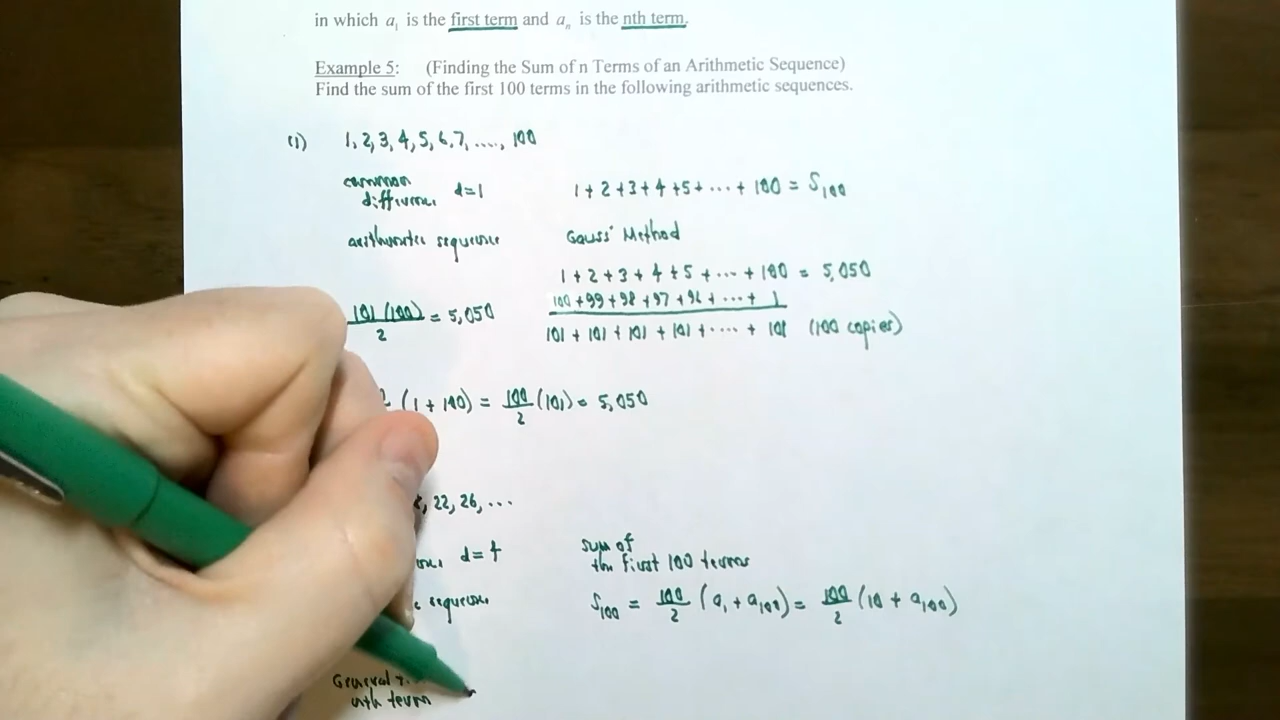 in which a₁ is the first term and aₙ is the nth term.
Example 5: (Finding the Sum of n Terms of an Arithmetic Sequence)
Find the sum of the first 100 terms in the following arithmetic sequences.
(1) 1, 2, 3, 4, 5, 6, 7, ...., 100
common
difference d=1
1 + 2 + 3 + 4 + 5 + ... + 100 = S₁₀₀
arithmetic sequence
Gauss' Method
1 + 2 + 3 + 4 + 5 + ... + 100 = 5,050
100 + 99 + 98 + 97 + 96 + ... + 1
101 + 101 + 101 + 101 + .... + 101 (100 copies)
101 (100) / 2 = 5,050
(1 + 100) = 100/2 (101) = 5,050
, 22, 26, ...
d=4
sequence
sum of
the first 100 terms
S₁₀₀ = 100/2 (a₁ + a₁₀₀) = 100/2 (10 + a₁₀₀)
General
nth term